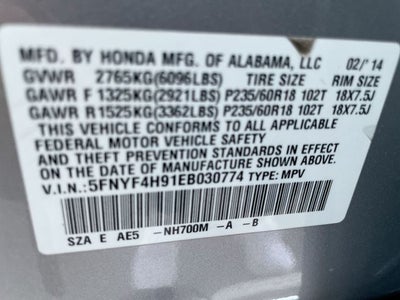 MFD. BY HONDA MFG. OF ALABAMA, LLC 02/'14
GVWR 2765KG(6096LBS) TIRE SIZE RIM SIZE
GAWR F 1325KG(2921LBS) P235/60R18 102T 18X7.5J
GAWR R 1525KG(3362LBS) P235/60R18 102T 18X7.5J
THIS VEHICLE CONFORMS TO ALL APPLICABLE
FEDERAL MOTOR VEHICLE SAFETY
AND THEFT PREVENTION STANDARDS IN EFFECT
ON THE DATE OF MANUFACTURE SHOWN ABOVE.
V.I.N.:5FNYF4H91EB030774 TYPE: MPV
SZA E AE5 -NH700M -A -B